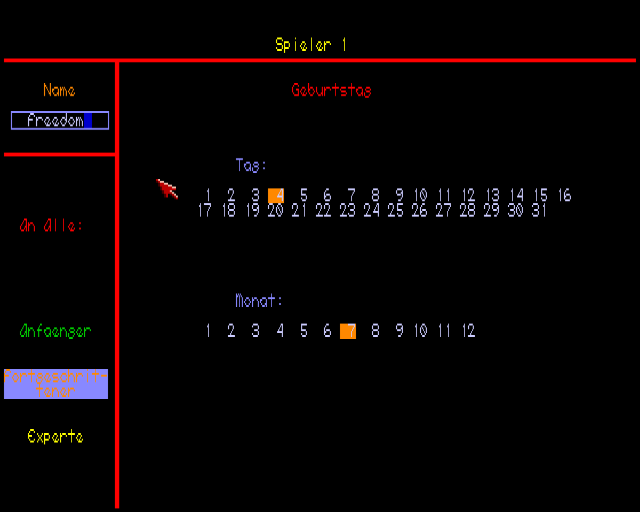 Spieler 1
Name
Geburtstag
freedom
Tag:
1 2 3 4 5 6 7 8 9 10 11 12 13 14 15 16
17 18 19 20 21 22 23 24 25 26 27 28 29 30 31
An Alle:
Monat:
1 2 3 4 5 6 7 8 9 10 11 12
Anfaenger
Experte